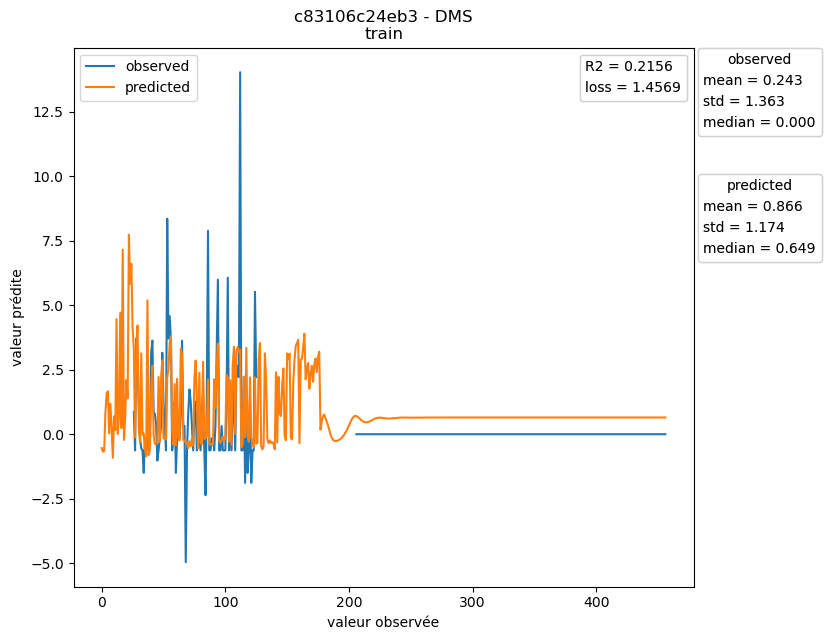 c83106c24eb3 - DMS
train
observed
predicted
R2 = 0.2156
loss = 1.4569
observed
mean = 0.243
std = 1.363
median = 0.000
predicted
mean = 0.866
std = 1.174
median = 0.649
12.5
10.0
7.5
5.0
2.5
0.0
−2.5
−5.0
valeur prédite
0
100
200
300
400
valeur observée